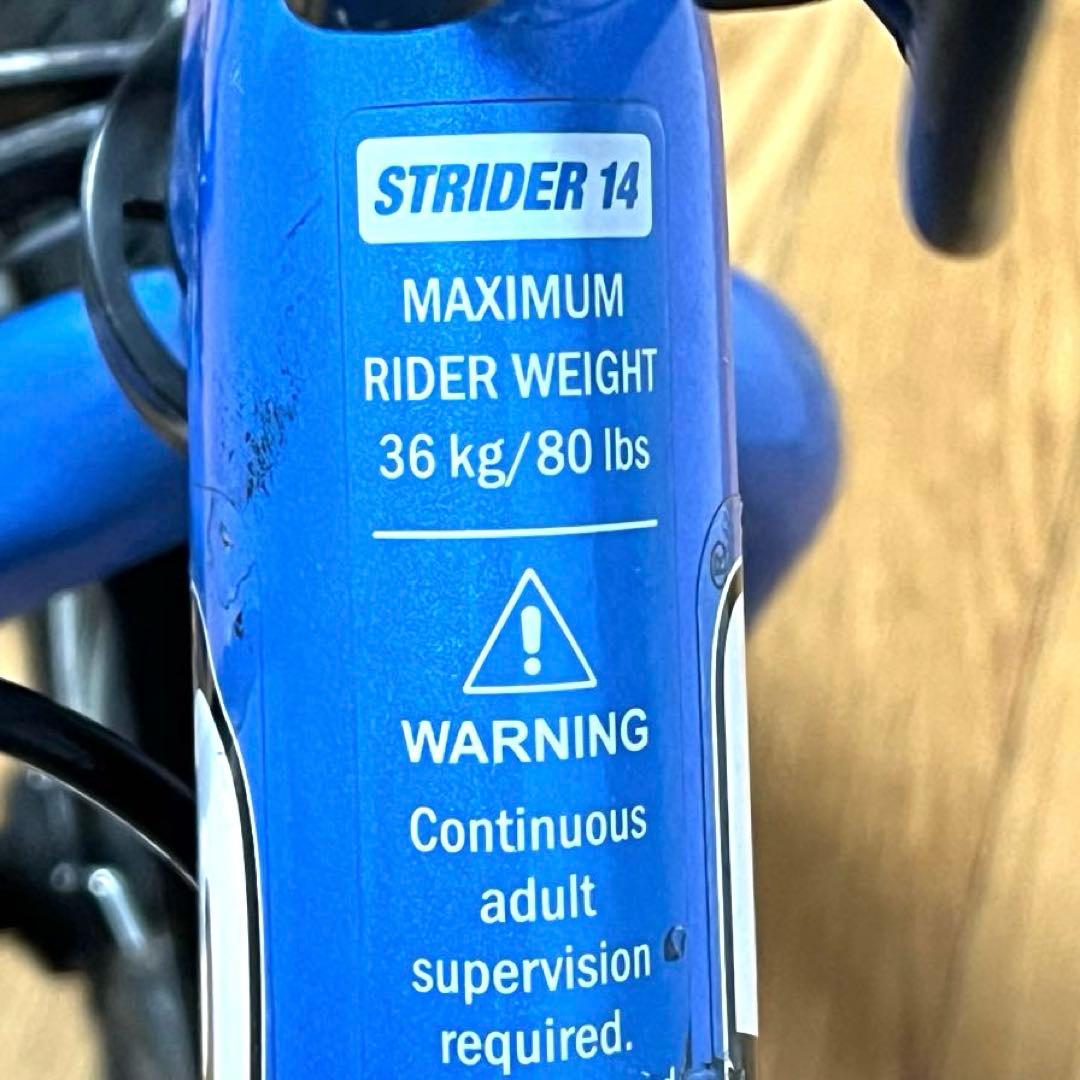 STRIDER 14
MAXIMUM
RIDER WEIGHT
36 kg/80 lbs
WARNING
Continuous
adult
supervision
required.